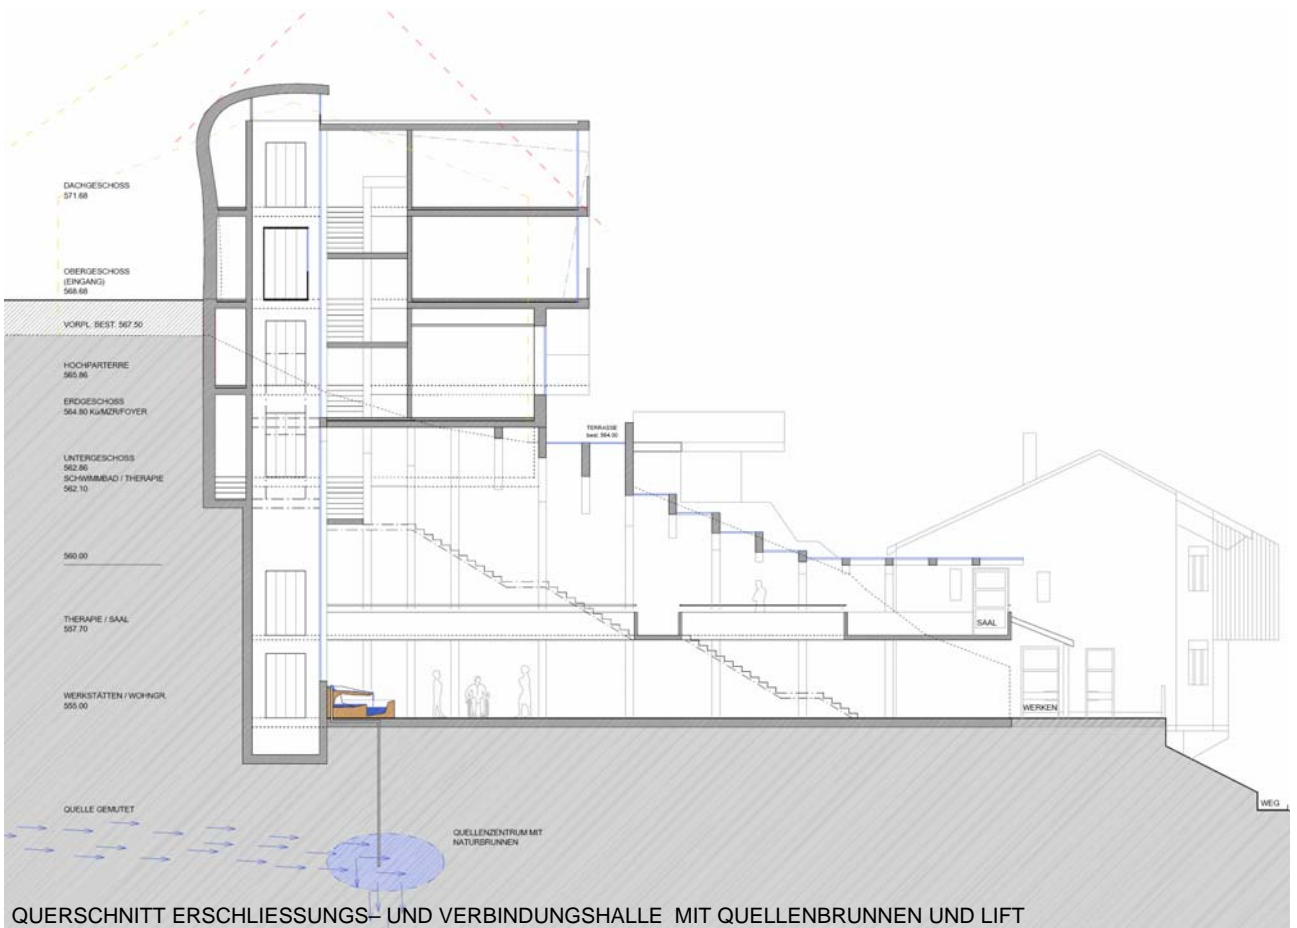 DACHGESCHOSS
571.68
OBERGESCHOSS
(EINGANG)
568.68
VORPL. BEST. 567.50
HOCHPARTERRE
565.86
ERDGESCHOSS
564.80 Kü/MZR/FOYER
TERRASSE
best. 564.00
UNTERGESCHOSS
562.86
SCHWIMMBAD / THERAPIE
562.10
560.00
THERAPIE / SAAL
557.70
SAAL
WERKSTÄTTEN / WOHNGR.
555.00
WERKEN
WEG
QUELLE GEMUTET
QUELLENZENTRUM MIT
NATURBRUNNEN
QUERSCHNITT ERSCHLIESSUNGS– UND VERBINDUNGSHALLE MIT QUELLENBRUNNEN UND LIFT